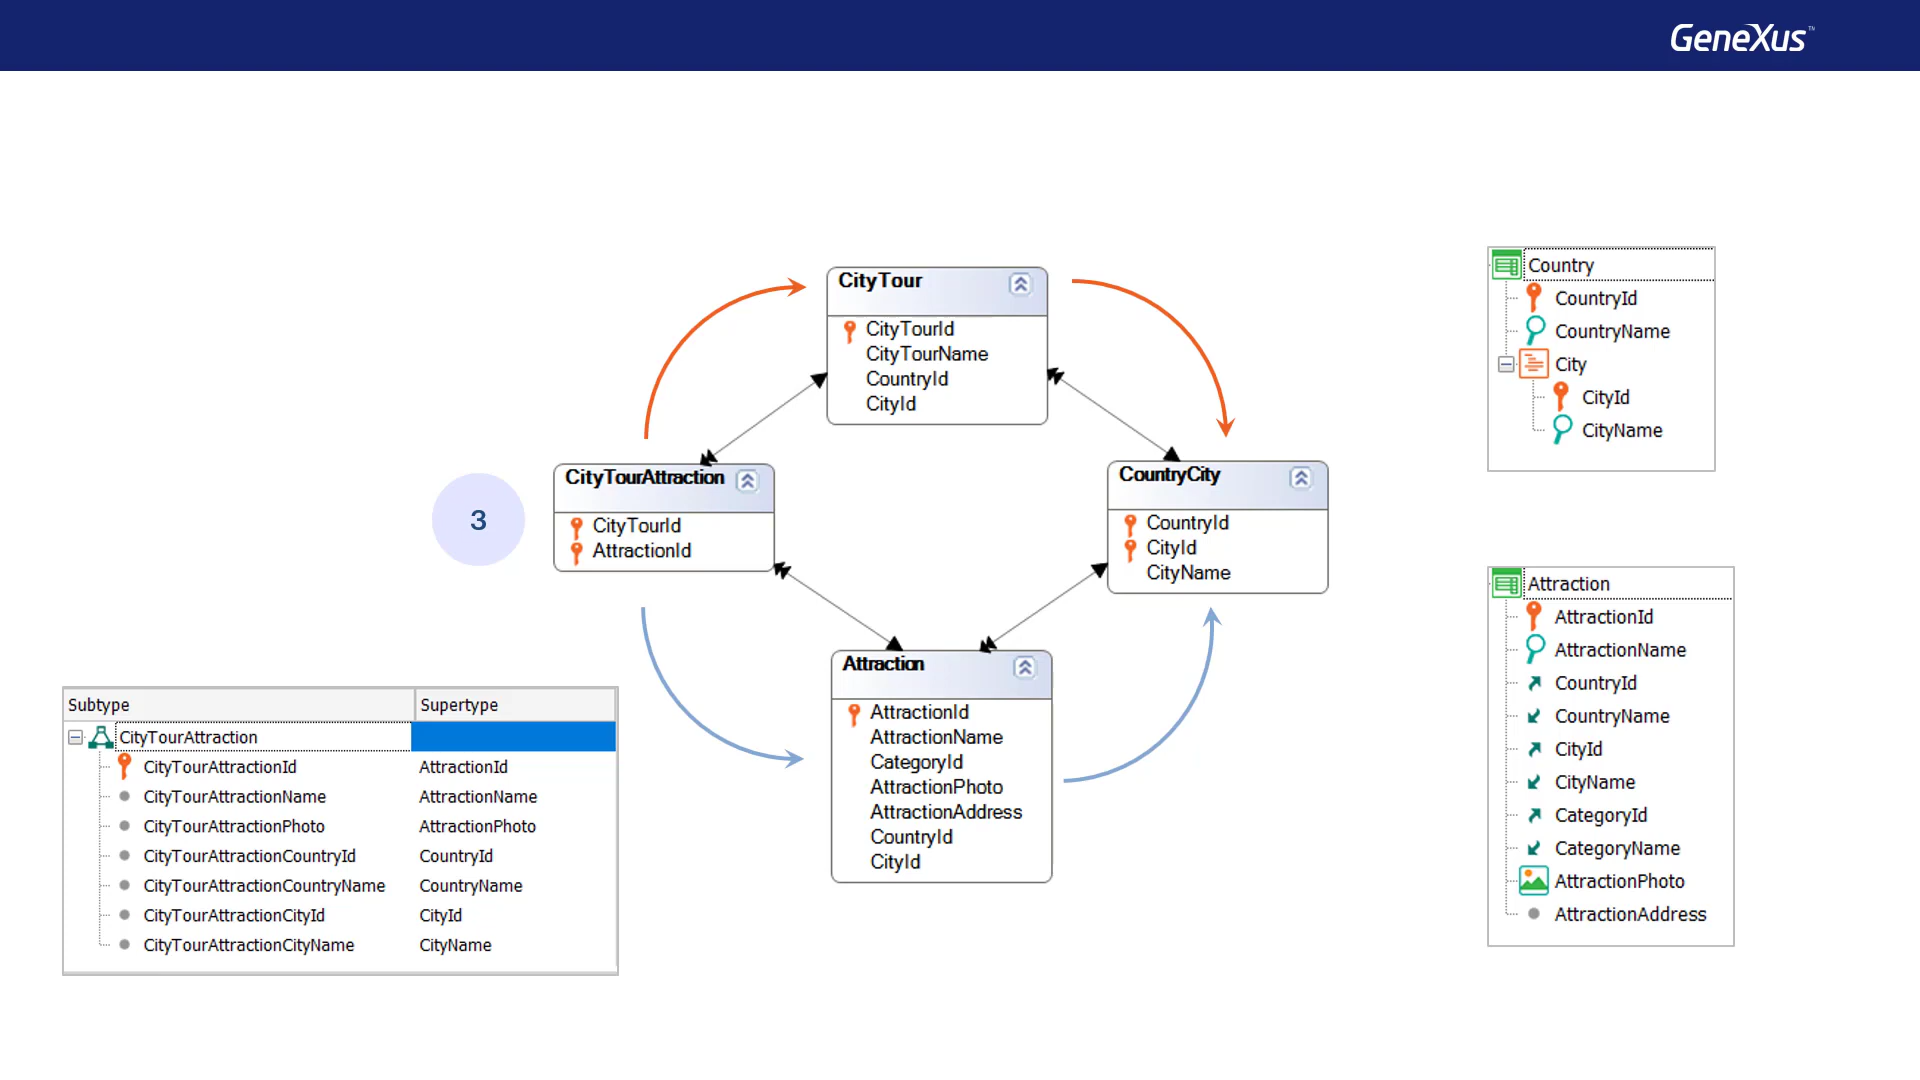 GeneXus™
CityTour
CityTourId
CityTourName
CountryId
CityId
3
CityTourAttraction
CityTourId
AttractionId
CountryCity
CountryId
CityId
CityName
Attraction
AttractionId
AttractionName
CategoryId
AttractionPhoto
AttractionAddress
CountryId
CityId
Subtype Supertype
CityTourAttraction
CityTourAttractionId AttractionId
CityTourAttractionName AttractionName
CityTourAttractionPhoto AttractionPhoto
CityTourAttractionCountryId CountryId
CityTourAttractionCountryName CountryName
CityTourAttractionCityId CityId
CityTourAttractionCityName CityName
Country
CountryId
CountryName
City
CityId
CityName
Attraction
AttractionId
AttractionName
CountryId
CountryName
CityId
CityName
CategoryId
CategoryName
AttractionPhoto
AttractionAddress